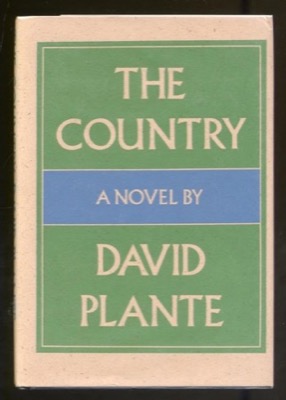 THE
COUNTRY
A NOVEL BY
DAVID
PLANTE